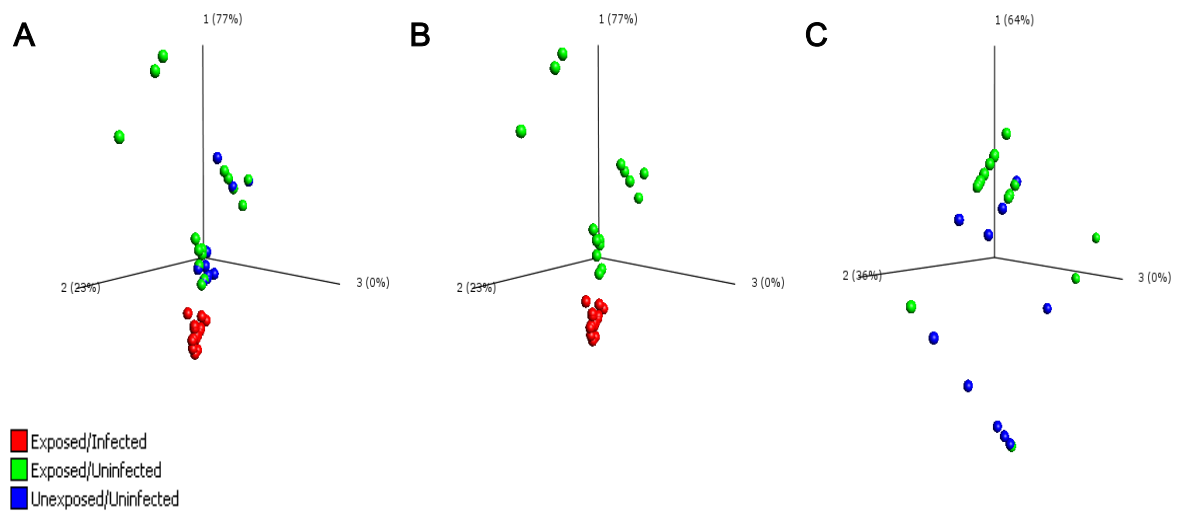 A
1 (77%)
2 (23%)
3 (0%)
B
1 (77%)
2 (23%)
3 (0%)
C
1 (64%)
2 (36%)
3 (0%)
Exposed/Infected
Exposed/Uninfected
Unexposed/Uninfected